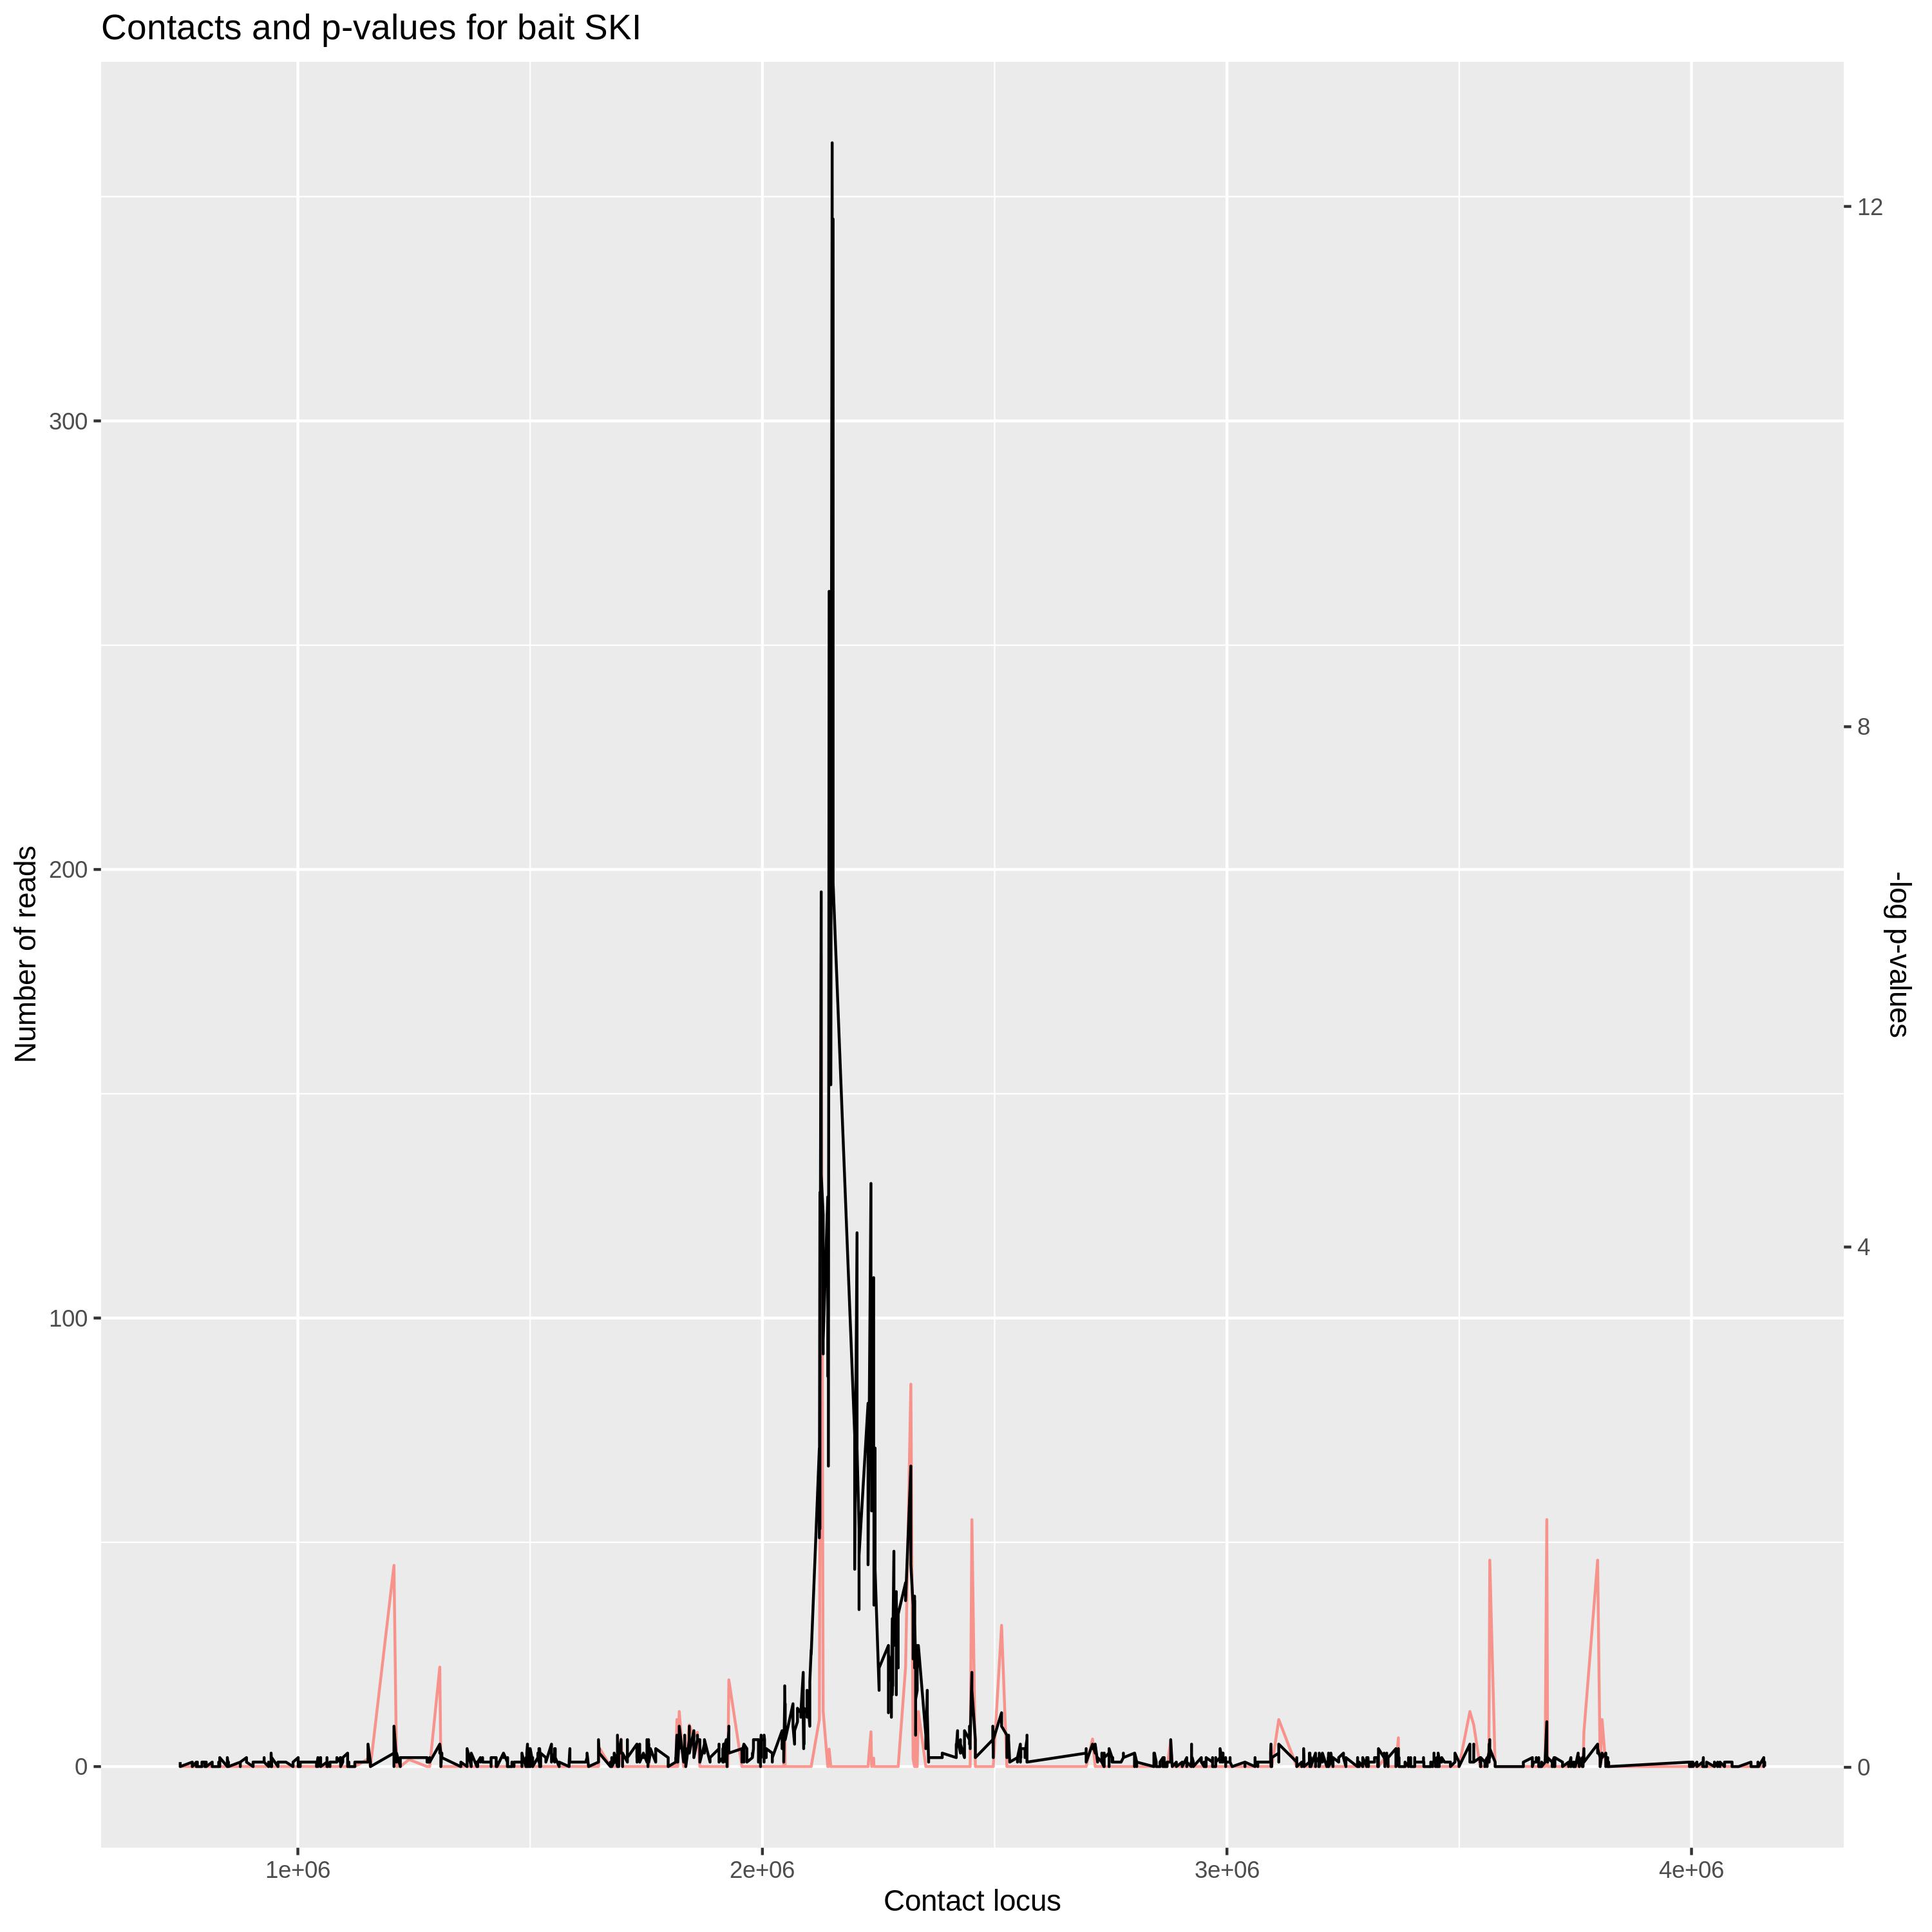 Contacts and p-values for bait SKI
300
200
100
0
12
8
4
0
Number of reads
-log p-values
1e+06
2e+06
3e+06
4e+06
Contact locus